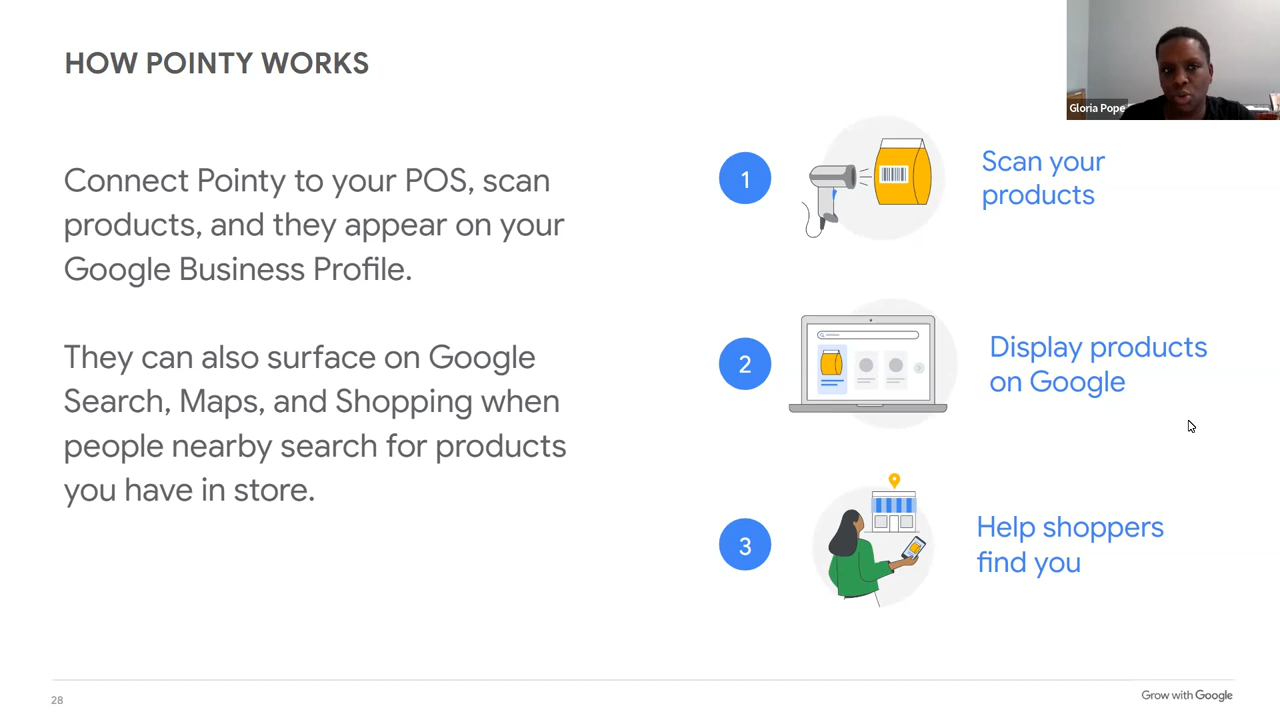 HOW POINTY WORKS
Gloria Pope
Connect Pointy to your POS, scan
products, and they appear on your
Google Business Profile.
They can also surface on Google
Search, Maps, and Shopping when
people nearby search for products
you have in store.
1
Scan your
products
2
Display products
on Google
3
Help shoppers
find you
28
Grow with Google